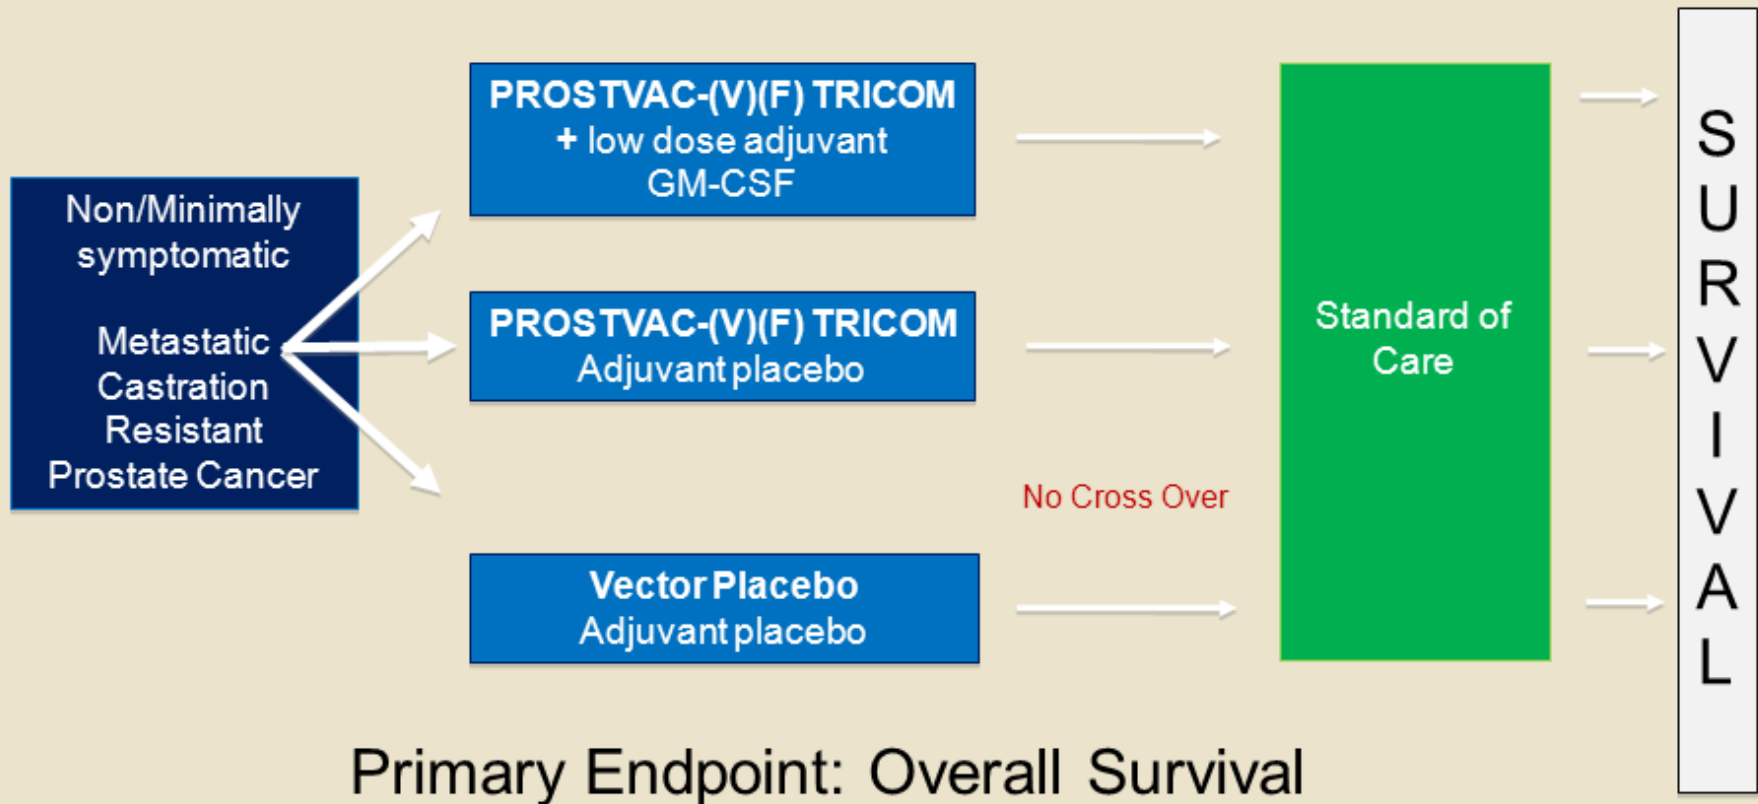 Non/Minimally
symptomatic
Metastatic
Castration
Resistant
Prostate Cancer
PROSTVAC-(V)(F) TRICOM
+ low dose adjuvant
GM-CSF
PROSTVAC-(V)(F) TRICOM
Adjuvant placebo
Vector Placebo
Adjuvant placebo
No Cross Over
Standard of
Care
SURVIVAL
Primary Endpoint: Overall Survival